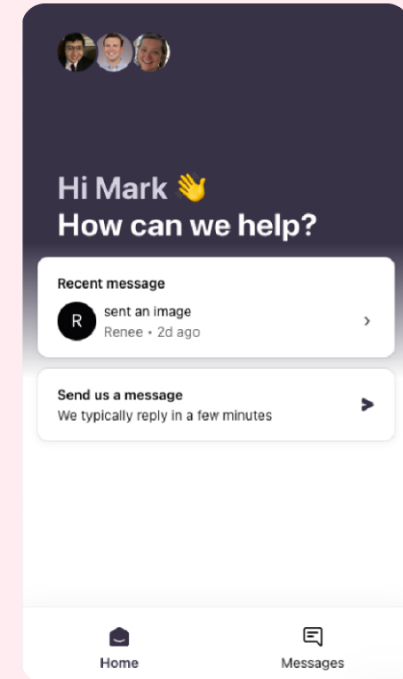 Hi Mark 👋
How can we help?
Recent message
R
sent an image
Renee • 2d ago
Send us a message
We typically reply in a few minutes
Home
Messages